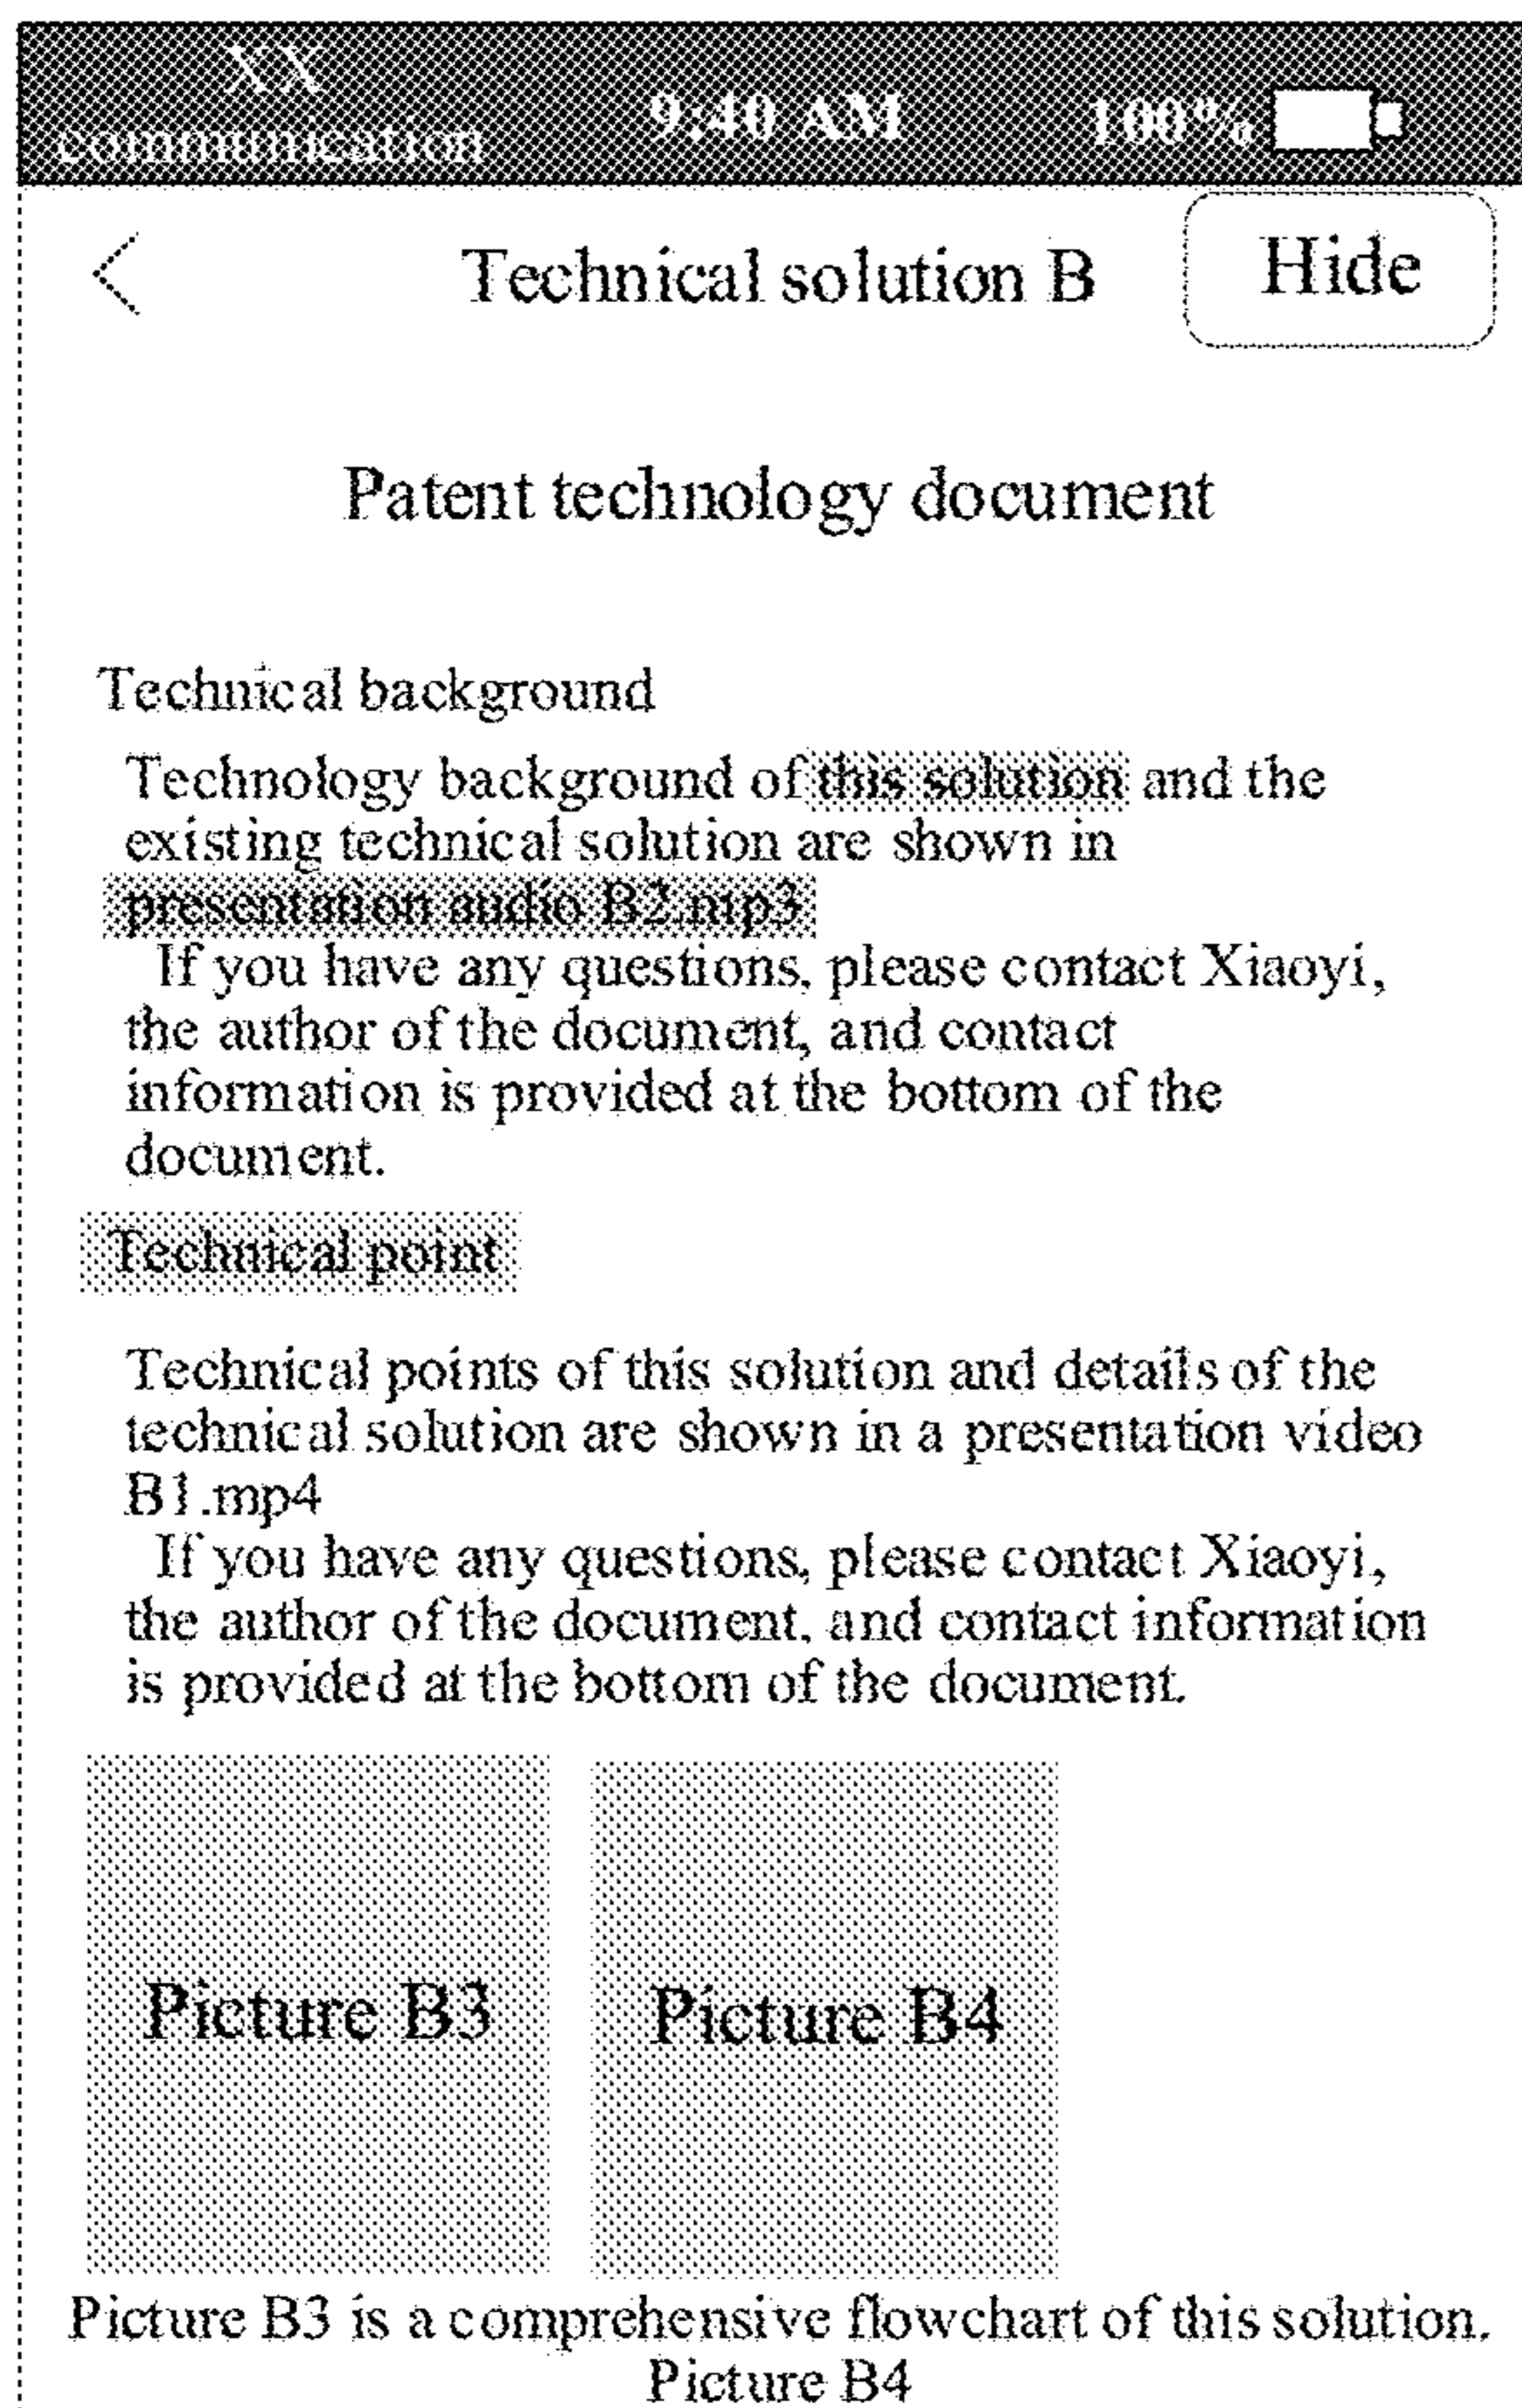 XX
communication
9:40 AM
100%
<
Technical solution B
Hide
Patent technology document
Technical background
Technology background of this solution and the
existing technical solution are shown in
presentation audio B2.mp3
If you have any questions, please contact Xiaoyi,
the author of the document, and contact
information is provided at the bottom of the
document.
Technical point
Technical points of this solution and details of the
technical solution are shown in a presentation video
B1.mp4
If you have any questions, please contact Xiaoyi,
the author of the document, and contact information
is provided at the bottom of the document.
Picture B3
Picture B4
Picture B3 is a comprehensive flowchart of this solution.
Picture B4